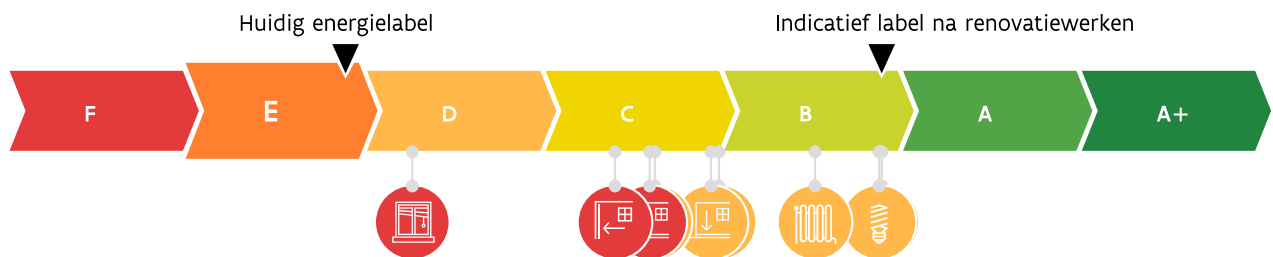 Huidig energielabel
Indicatief label na renovatiewerken
F
E
D
C
B
A
A+